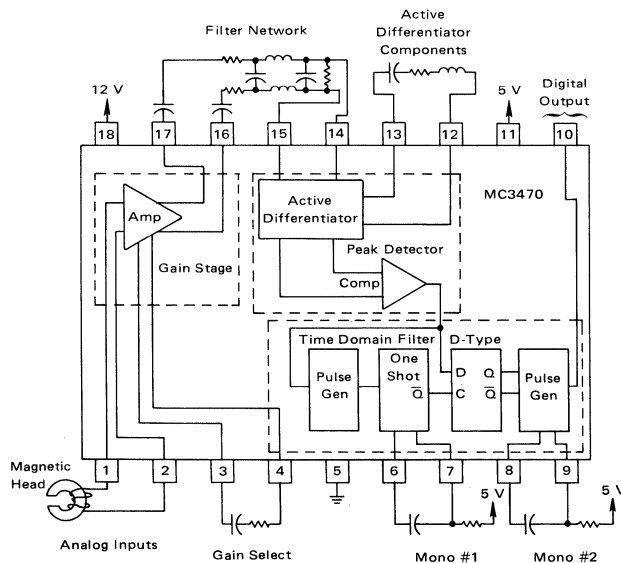 Filter Network
Active
Differentiator
Components
12 V
5 V
Digital
Output
18
17
16
15
14
13
12
11
10
MC3470
Amp
Active
Differentiator
Peak Detector
Gain Stage
Comp
Time Domain Filter
D-Type
One
Shot
Pulse
Gen
Q
D
Q
C
Q
Pulse
Gen
Magnetic
Head
1
2
3
4
5
6
7
8
9
5 V
5 V
Analog Inputs
Gain Select
Mono #1
Mono #2